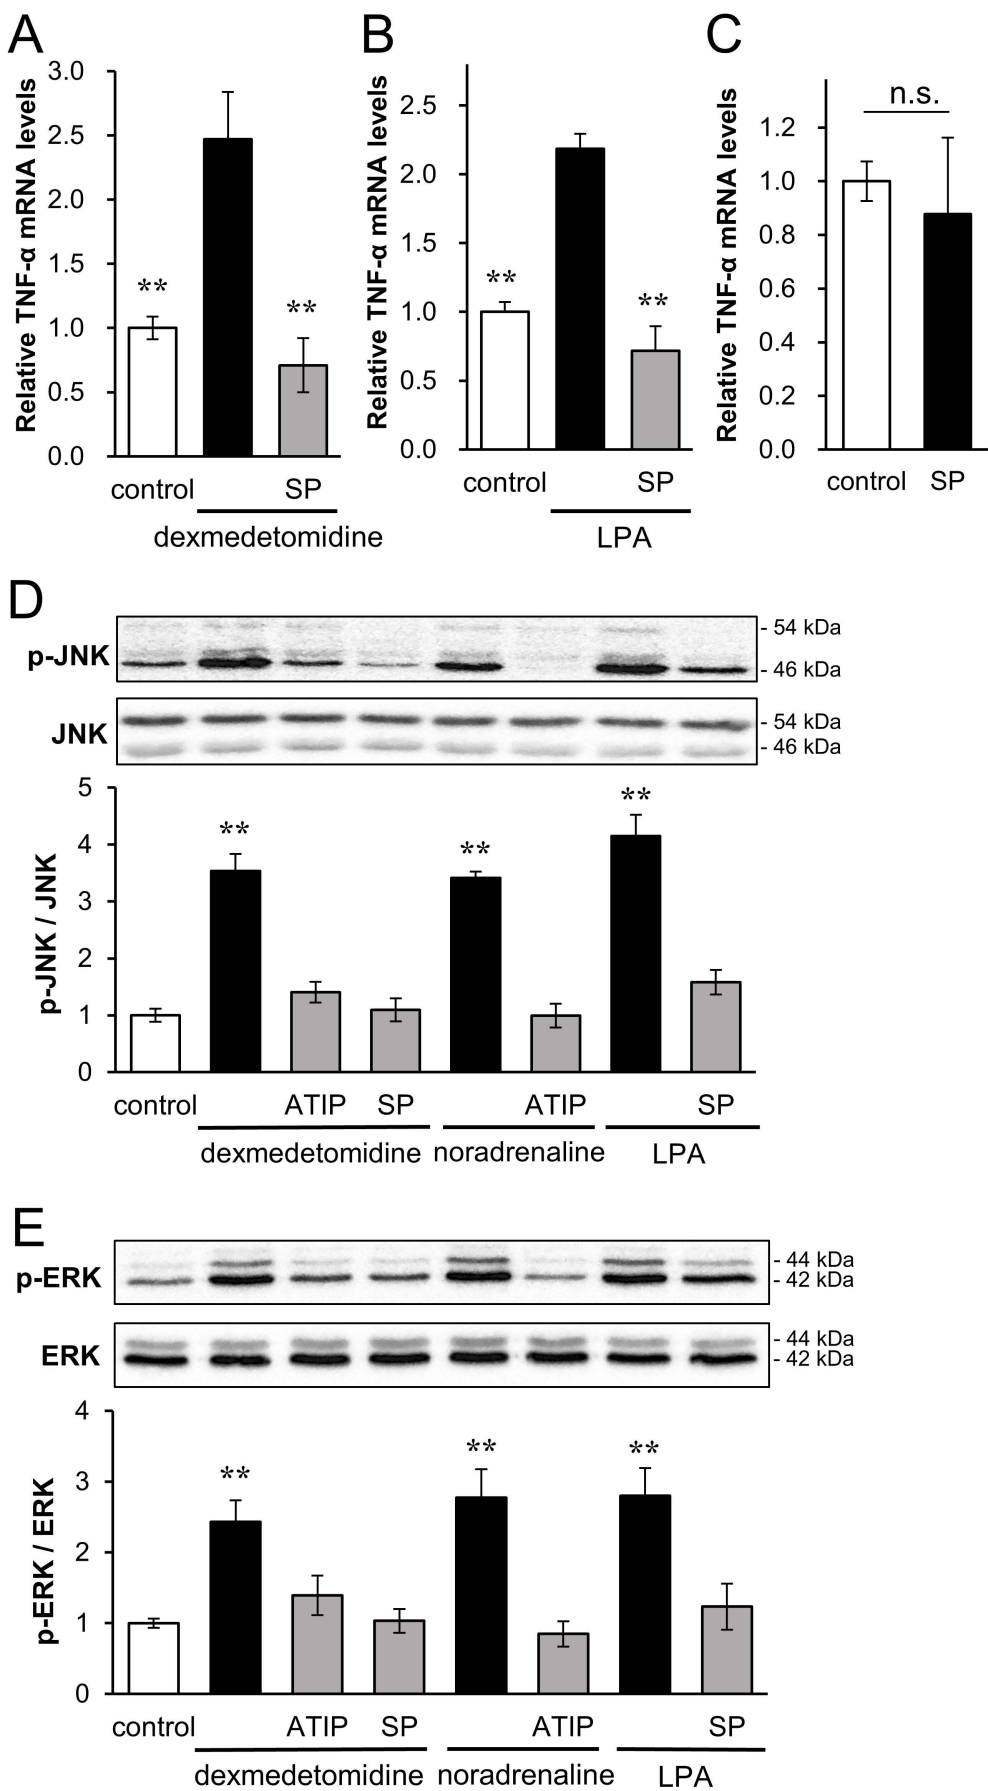 A
B
C
Relative TNF-α mRNA levels
3.0
2.5
2.0
1.5
1.0
0.5
0.0
**
**
control
SP
dexmedetomidine
Relative TNF-α mRNA levels
2.5
2.0
1.5
1.0
0.5
0.0
**
**
control
SP
LPA
Relative TNF-α mRNA levels
1.2
1.0
0.8
0.6
0.4
0.2
0.0
n.s.
control
SP
D
p-JNK
- 54 kDa
- 46 kDa
JNK
- 54 kDa
- 46 kDa
p-JNK / JNK
5
4
3
2
1
0
**
**
**
control
ATIP
SP
ATIP
SP
dexmedetomidine
noradrenaline
LPA
E
p-ERK
- 44 kDa
- 42 kDa
ERK
- 44 kDa
- 42 kDa
p-ERK / ERK
4
3
2
1
0
**
**
**
control
ATIP
SP
ATIP
SP
dexmedetomidine
noradrenaline
LPA